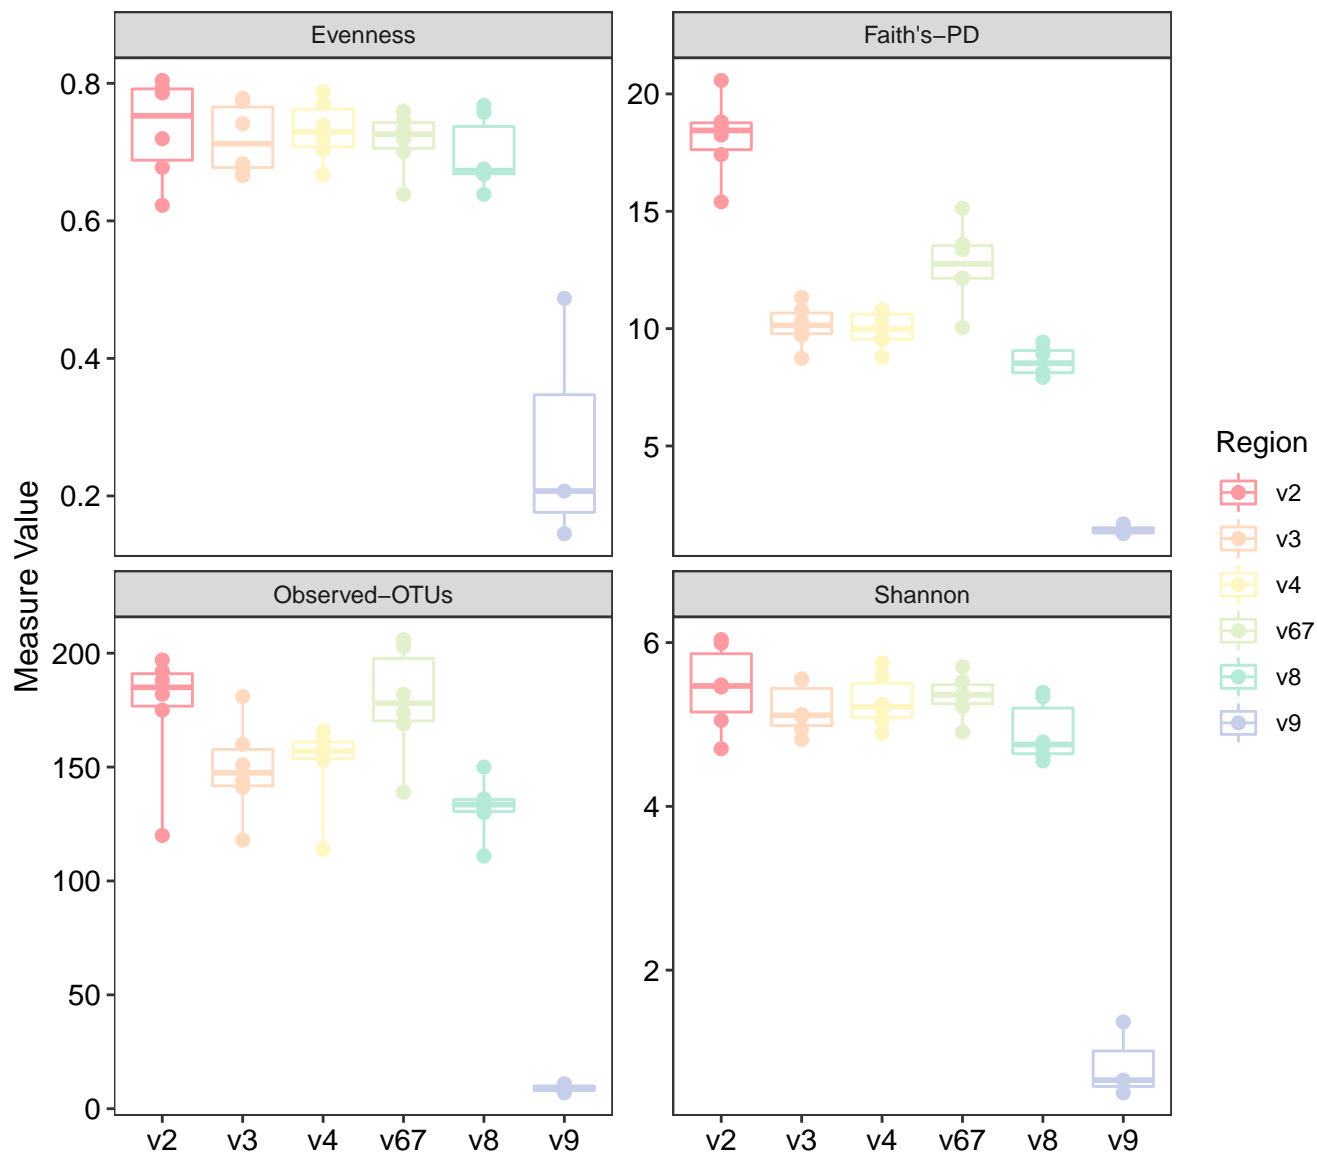 Evenness
Faith's−PD
0.8
0.6
0.4
0.2
20
15
10
5
Observed−OTUs
Shannon
200
150
100
50
0
6
4
2
v2 v3 v4 v67 v8 v9
v2 v3 v4 v67 v8 v9
Measure Value
Region
v2
v3
v4
v67
v8
v9